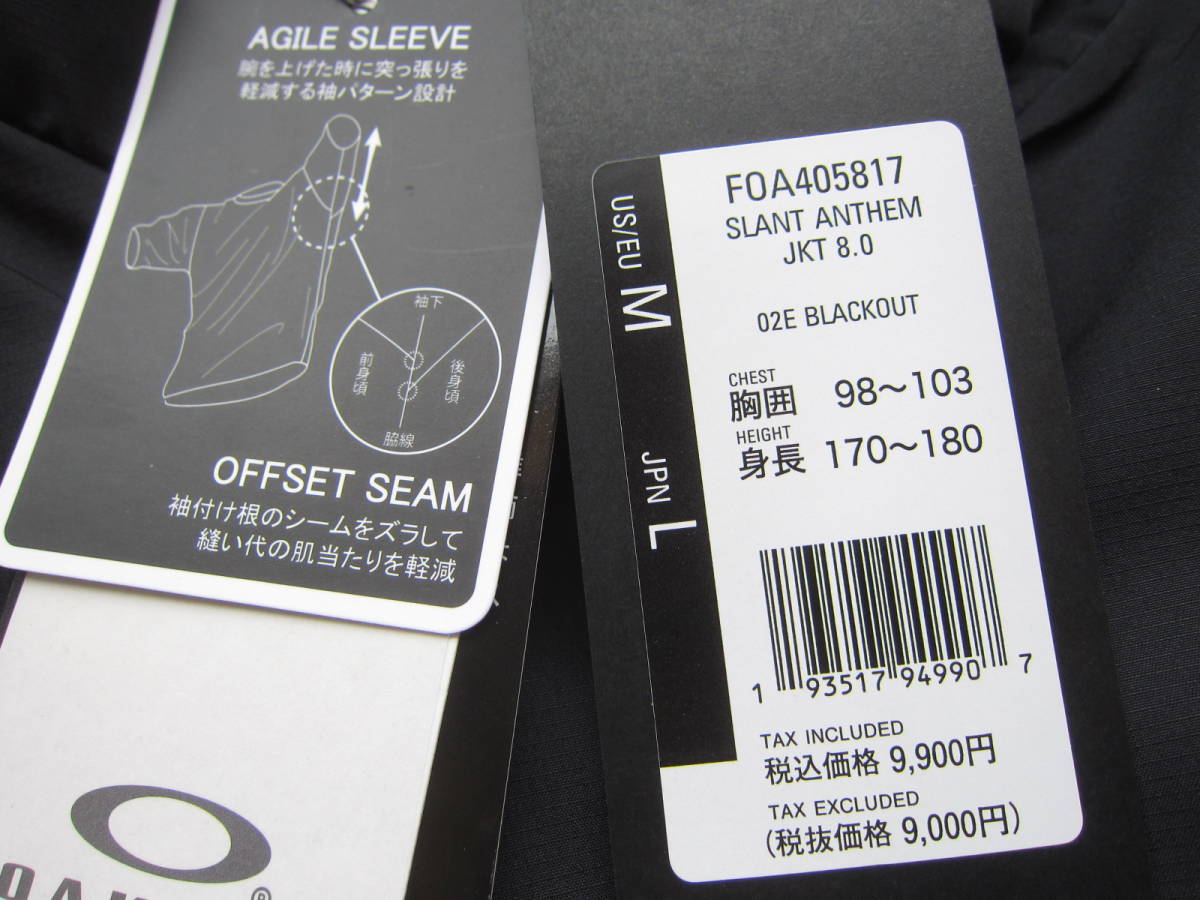 AGILE SLEEVE
腕を上げた時に突っ張りを
軽減する袖パターン設計
袖下
前身頃
後身頃
脇線
OFFSET SEAM
袖付け根のシームをズラして
縫い代の肌当たりを軽減
®
US/EU M
JPN L
FOA405817
SLANT ANTHEM
JKT 8.0
02E BLACKOUT
CHEST
胸囲 98〜103
HEIGHT
身長 170〜180
1 93517 94990 7
TAX INCLUDED
税込価格 9,900円
TAX EXCLUDED
(税抜価格 9,000円)